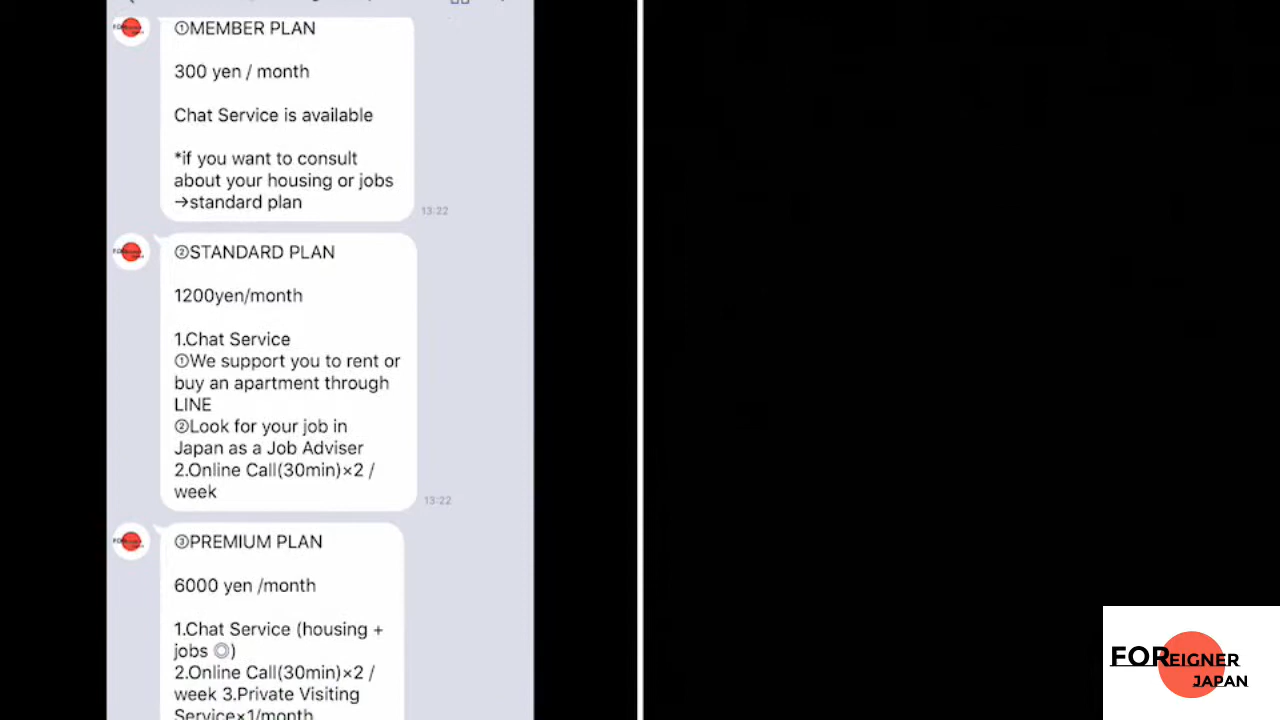 ①MEMBER PLAN
300 yen / month
Chat Service is available
*if you want to consult
about your housing or jobs
→standard plan
13:22
②STANDARD PLAN
1200yen/month
1.Chat Service
①We support you to rent or
buy an apartment through
LINE
②Look for your job in
Japan as a Job Adviser
2.Online Call(30min)×2 /
week
13:22
③PREMIUM PLAN
6000 yen /month
1.Chat Service (housing +
jobs ◎)
2.Online Call(30min)×2 /
week 3.Private Visiting
Service×1/month
FOREIGNER
JAPAN